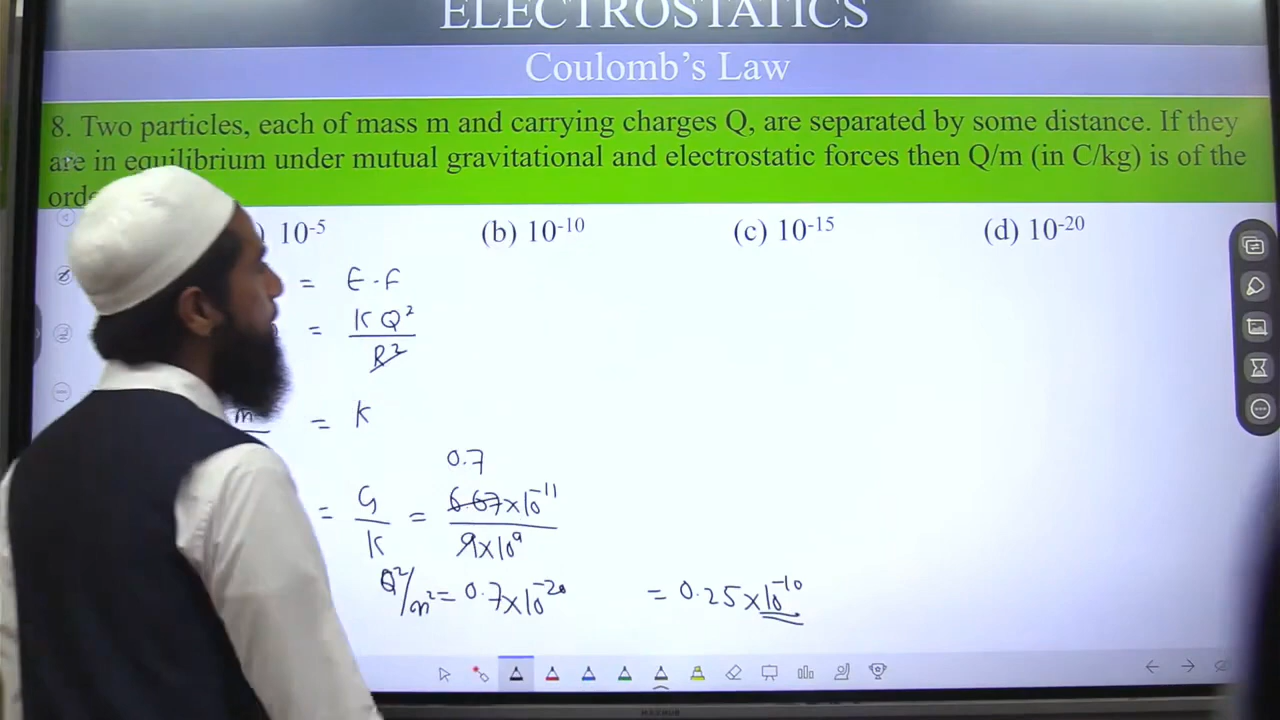 ELECTROSTATICS
Coulomb's Law
8. Two particles, each of mass m and carrying charges Q, are separated by some distance. If they
are in equilibrium under mutual gravitational and electrostatic forces then Q/m (in C/kg) is of the
orde
) 10⁻⁵ (b) 10⁻¹⁰ (c) 10⁻¹⁵ (d) 10⁻²⁰
= E.F
= KQ²
R²
m = K
0.7
= G = 6.67×10⁻¹¹
K 9×10⁹
Q²/m² = 0.7×10⁻²⁰ = 0.25×10⁻¹⁰